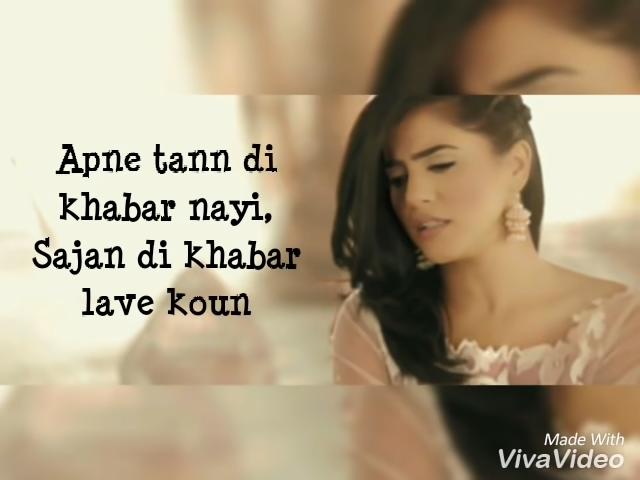 Apne tann di
khabar nayi,
Sajan di khabar
lave koun
Made With
VivaVideo